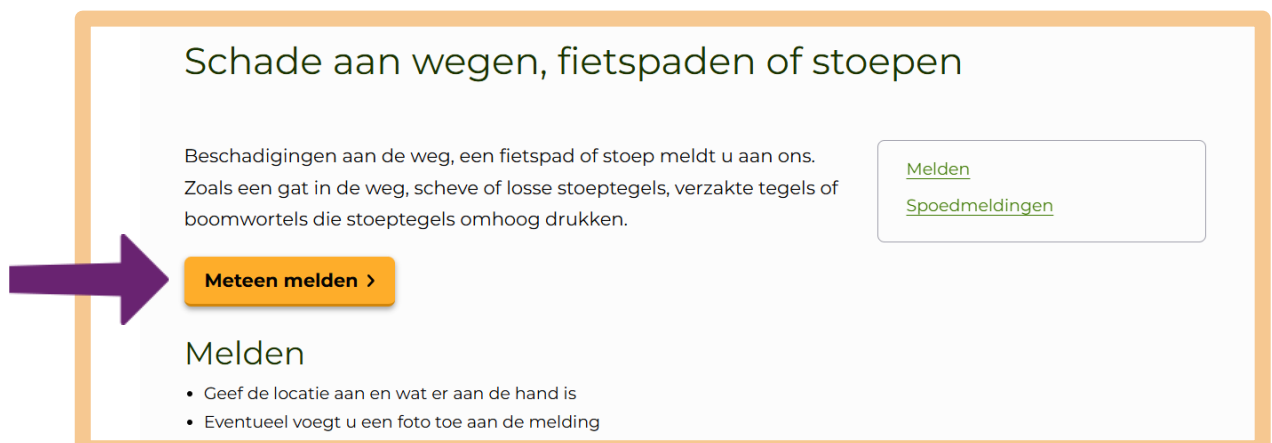 Schade aan wegen, fietspaden of stoepen
Beschadigingen aan de weg, een fietspad of stoep meldt u aan ons.
Zoals een gat in de weg, scheve of losse stoeptegels, verzakte tegels of
boomwortels die stoeptegels omhoog drukken.
Melden
Spoedmeldingen
Meteen melden >
Melden
• Geef de locatie aan en wat er aan de hand is
• Eventueel voegt u een foto toe aan de melding